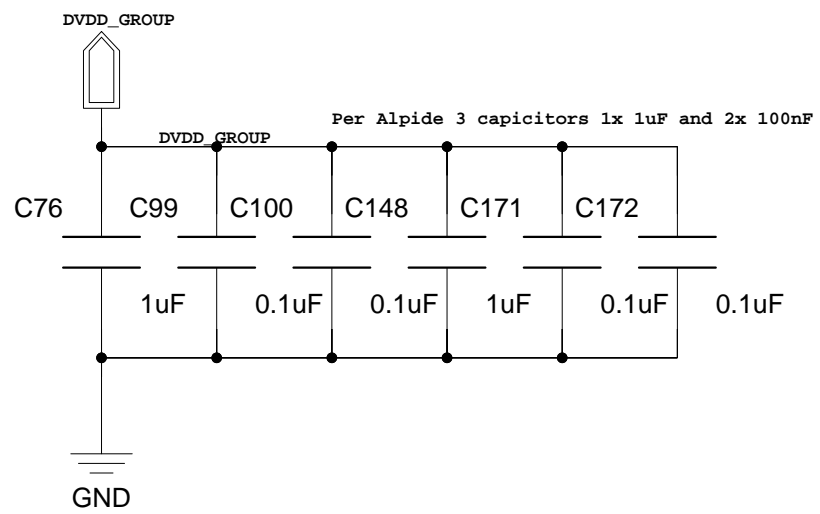 DVDD_GROUP
Per Alpide 3 capicitors 1x 1uF and 2x 100nF
DVDD_GROUP
C76 C99 C100 C148 C171 C172
1uF 0.1uF 0.1uF 1uF 0.1uF 0.1uF
GND